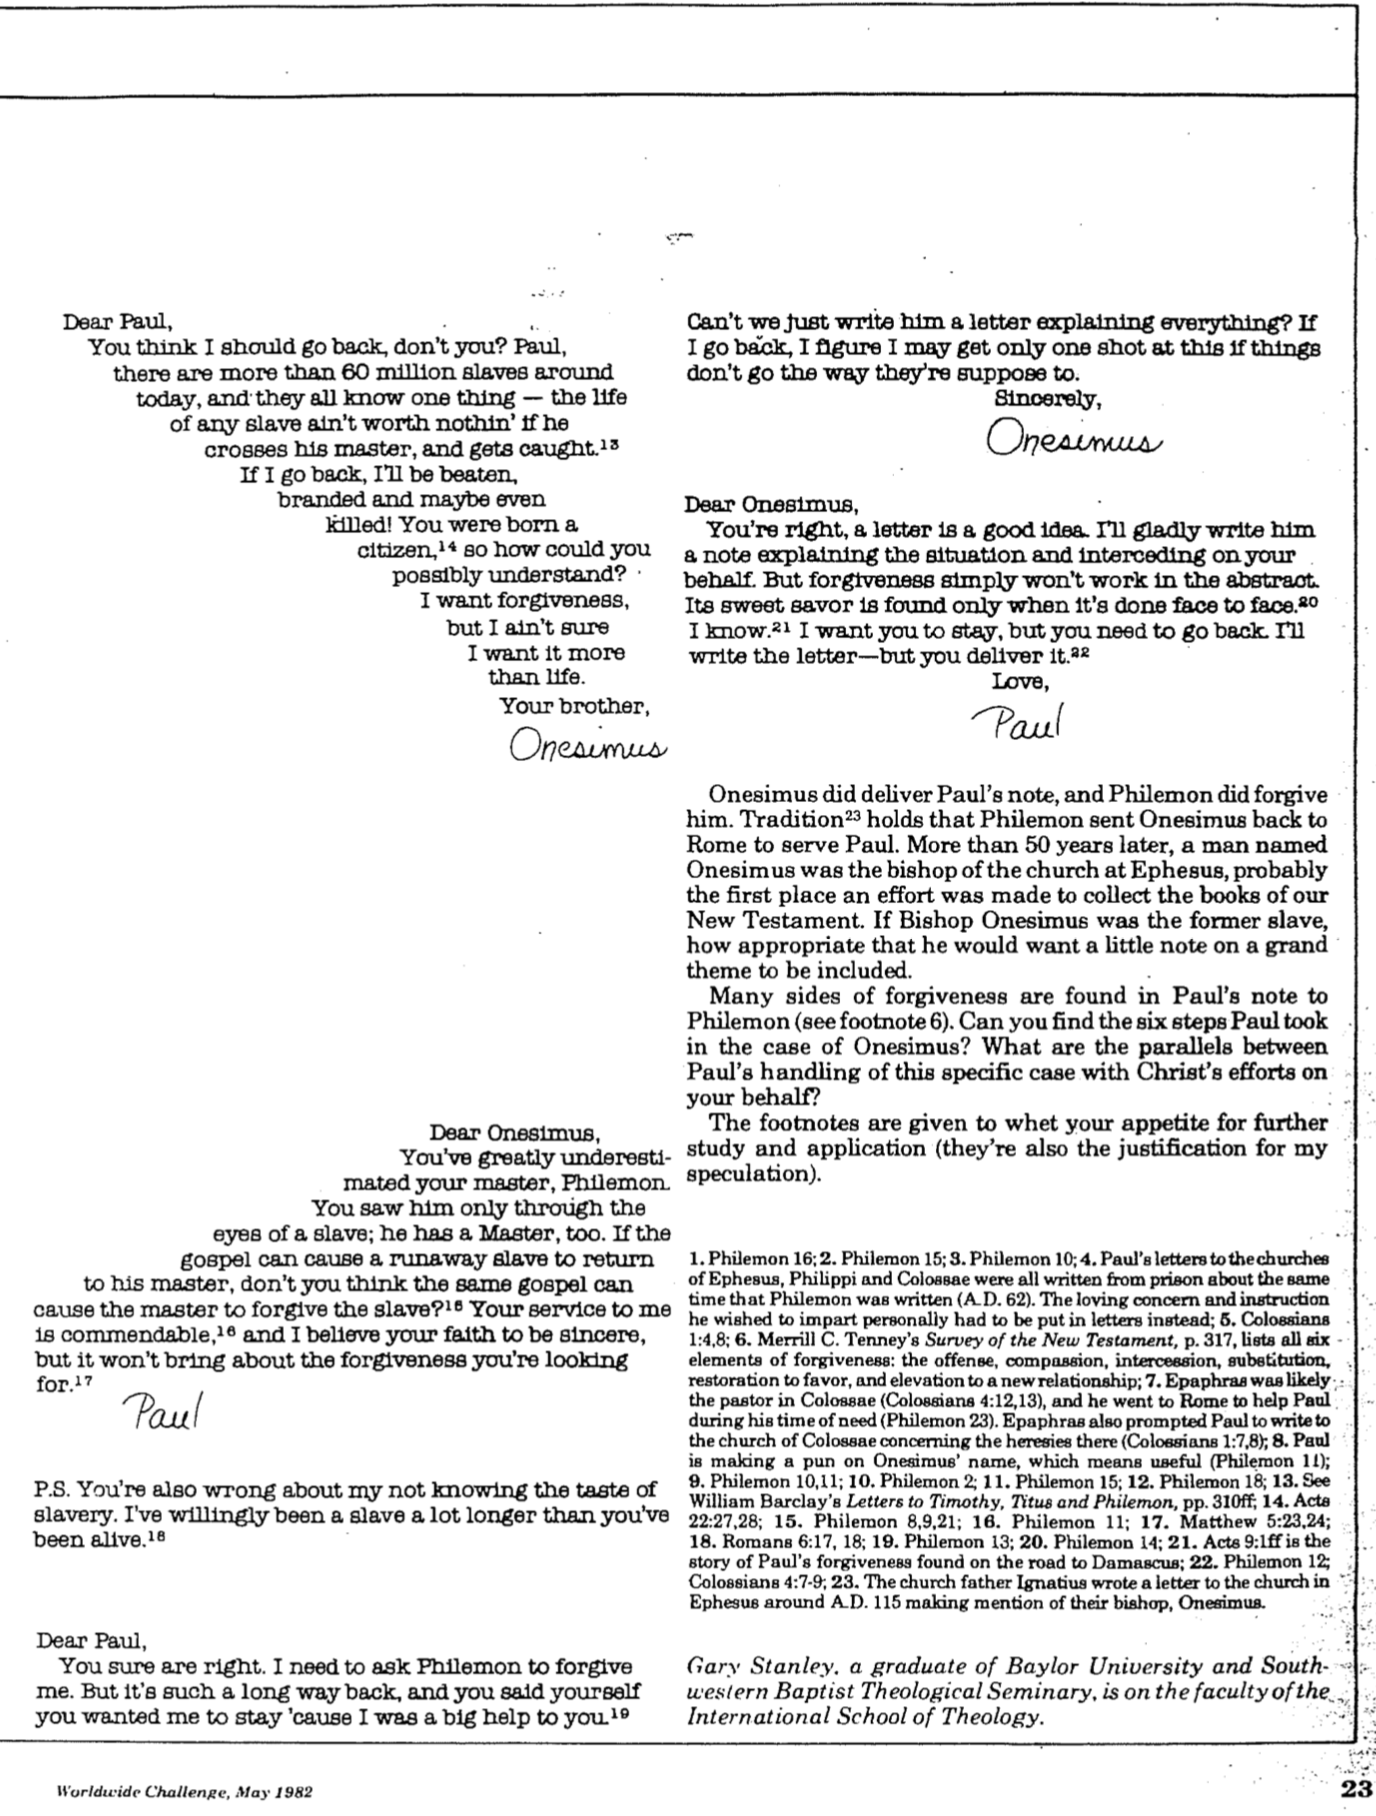 Dear Paul,
You think I should go back, don't you? Paul,
there are more than 60 million slaves around
today, and they all know one thing — the life
of any slave ain't worth nothin' if he
crosses his master, and gets caught.¹³
If I go back, I'll be beaten,
branded and maybe even
killed! You were born a
citizen,¹⁴ so how could you
possibly understand?
I want forgiveness,
but I ain't sure
I want it more
than life.
Your brother,
Onesimus
Dear Onesimus,
You've greatly underesti-
mated your master, Philemon.
You saw him only through the
eyes of a slave; he has a Master, too. If the
gospel can cause a runaway slave to return
to his master, don't you think the same gospel can
cause the master to forgive the slave?¹⁵ Your service to me
is commendable,¹⁶ and I believe your faith to be sincere,
but it won't bring about the forgiveness you're looking
for.¹⁷
Paul
P.S. You're also wrong about my not knowing the taste of
slavery. I've willingly been a slave a lot longer than you've
been alive.¹⁸
Dear Paul,
You sure are right. I need to ask Philemon to forgive
me. But it's such a long way back, and you said yourself
you wanted me to stay 'cause I was a big help to you.¹⁹
Can't we just write him a letter explaining everything? If
I go back, I figure I may get only one shot at this if things
don't go the way they're suppose to.
Sincerely,
Onesimus
Dear Onesimus,
You're right, a letter is a good idea. I'll gladly write him
a note explaining the situation and interceding on your
behalf. But forgiveness simply won't work in the abstract.
Its sweet savor is found only when it's done face to face.²⁰
I know.²¹ I want you to stay, but you need to go back. I'll
write the letter—but you deliver it.²²
Love,
Paul
Onesimus did deliver Paul's note, and Philemon did forgive
him. Tradition²³ holds that Philemon sent Onesimus back to
Rome to serve Paul. More than 50 years later, a man named
Onesimus was the bishop of the church at Ephesus, probably
the first place an effort was made to collect the books of our
New Testament. If Bishop Onesimus was the former slave,
how appropriate that he would want a little note on a grand
theme to be included.
Many sides of forgiveness are found in Paul's note to
Philemon (see footnote 6). Can you find the six steps Paul took
in the case of Onesimus? What are the parallels between
Paul's handling of this specific case with Christ's efforts on
your behalf?
The footnotes are given to whet your appetite for further
study and application (they're also the justification for my
speculation).
1. Philemon 16; 2. Philemon 15; 3. Philemon 10; 4. Paul's letters to the churches
of Ephesus, Philippi and Colossae were all written from prison about the same
time that Philemon was written (A.D. 62). The loving concern and instruction
he wished to impart personally had to be put in letters instead; 5. Colossians
1:4,8; 6. Merrill C. Tenney's Survey of the New Testament, p. 317, lists all six
elements of forgiveness: the offense, compassion, intercession, substitution,
restoration to favor, and elevation to a new relationship; 7. Epaphras was likely
the pastor in Colossae (Colossians 4:12,13), and he went to Rome to help Paul
during his time of need (Philemon 23). Epaphras also prompted Paul to write to
the church of Colossae concerning the heresies there (Colossians 1:7,8); 8. Paul
is making a pun on Onesimus' name, which means useful (Philemon 11);
9. Philemon 10,11; 10. Philemon 2; 11. Philemon 15; 12. Philemon 18; 13. See
William Barclay's Letters to Timothy, Titus and Philemon, pp. 310ff; 14. Acts
22:27,28; 15. Philemon 8,9,21; 16. Philemon 11; 17. Matthew 5:23,24;
18. Romans 6:17, 18; 19. Philemon 13; 20. Philemon 14; 21. Acts 9:1ff is the
story of Paul's forgiveness found on the road to Damascus; 22. Philemon 12;
Colossians 4:7-9; 23. The church father Ignatius wrote a letter to the church in
Ephesus around A.D. 115 making mention of their bishop, Onesimus.
Gary Stanley, a graduate of Baylor University and South-
western Baptist Theological Seminary, is on the faculty of the
International School of Theology.
Worldwide Challenge, May 1982
23